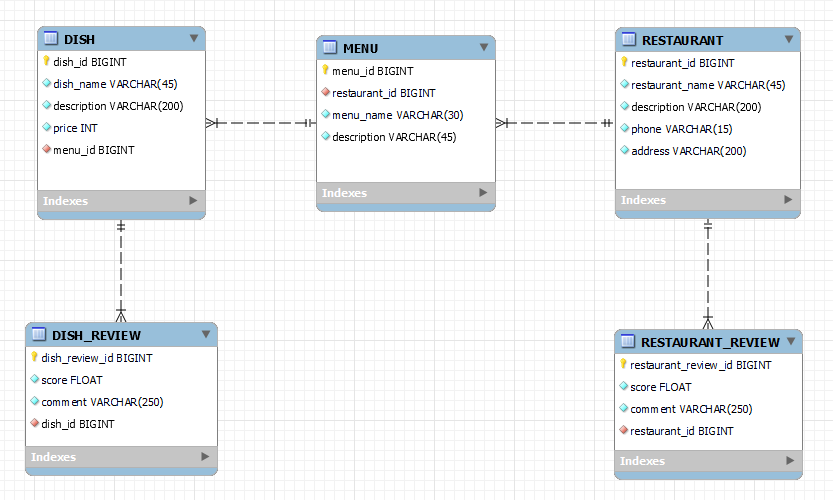 DISH
dish_id BIGINT
dish_name VARCHAR(45)
description VARCHAR(200)
price INT
menu_id BIGINT
Indexes
MENU
menu_id BIGINT
restaurant_id BIGINT
menu_name VARCHAR(30)
description VARCHAR(45)
Indexes
RESTAURANT
restaurant_id BIGINT
restaurant_name VARCHAR(45)
description VARCHAR(200)
phone VARCHAR(15)
address VARCHAR(200)
Indexes
DISH_REVIEW
dish_review_id BIGINT
score FLOAT
comment VARCHAR(250)
dish_id BIGINT
Indexes
RESTAURANT_REVIEW
restaurant_review_id BIGINT
score FLOAT
comment VARCHAR(250)
restaurant_id BIGINT
Indexes